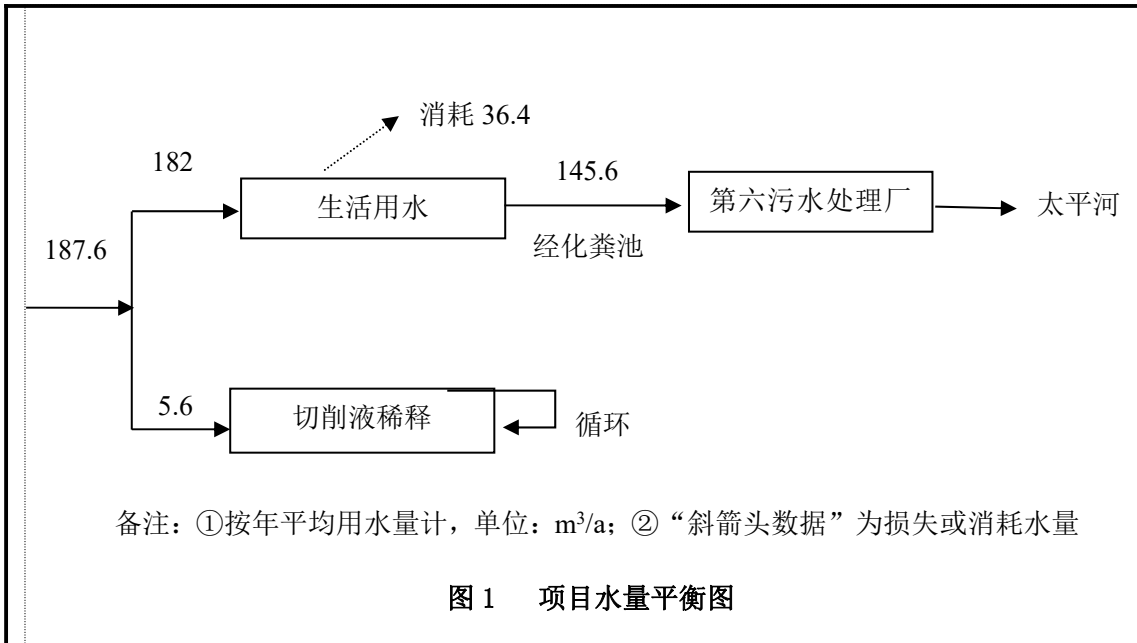 消耗 36.4
182
生活用水
145.6
经化粪池
第六污水处理厂
太平河
187.6
5.6
切削液稀释
循环
备注：①按年平均用水量计，单位：m³/a；②“斜箭头数据”为损失或消耗水量
图 1 项目水量平衡图